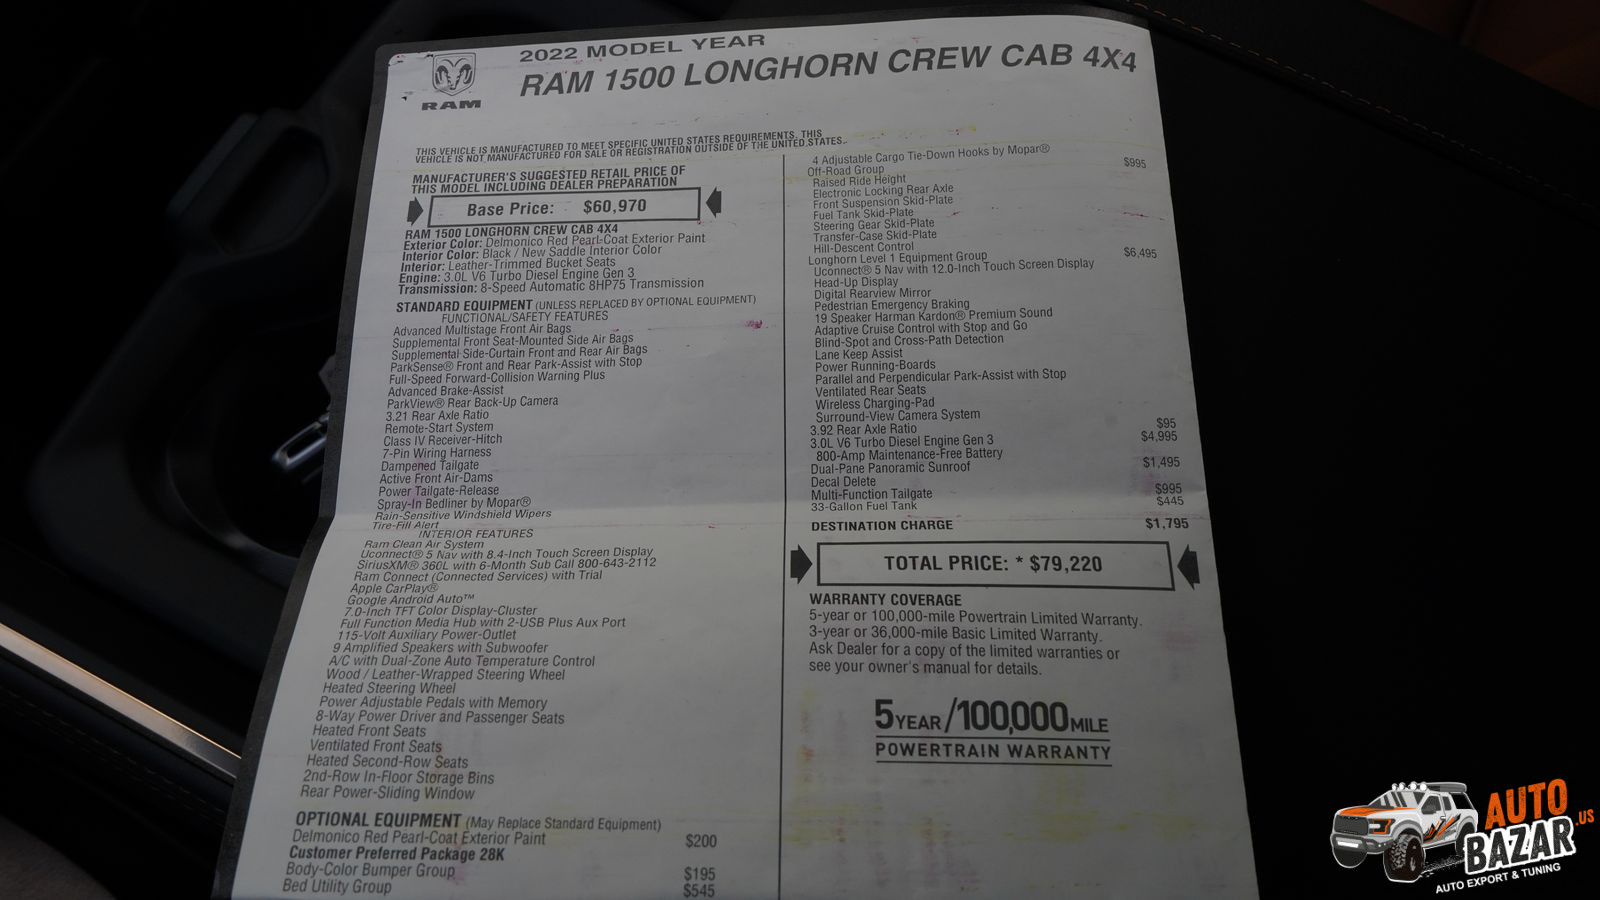 2022 MODEL YEAR
RAM 1500 LONGHORN CREW CAB 4X4
RAM
THIS VEHICLE IS MANUFACTURED TO MEET SPECIFIC UNITED STATES REQUIREMENTS. THIS
VEHICLE IS NOT MANUFACTURED FOR SALE OR REGISTRATION OUTSIDE OF THE UNITED STATES.
MANUFACTURER'S SUGGESTED RETAIL PRICE OF
THIS MODEL INCLUDING DEALER PREPARATION
Base Price: $60,970
RAM 1500 LONGHORN CREW CAB 4X4
Exterior Color: Delmonico Red Pearl-Coat Exterior Paint
Interior Color: Black / New Saddle Interior Color
Interior: Leather-Trimmed Bucket Seats
Engine: 3.0L V6 Turbo Diesel Engine Gen 3
Transmission: 8-Speed Automatic 8HP75 Transmission
STANDARD EQUIPMENT (UNLESS REPLACED BY OPTIONAL EQUIPMENT)
FUNCTIONAL/SAFETY FEATURES
Advanced Multistage Front Air Bags
Supplemental Front Seat-Mounted Side Air Bags
Supplemental Side-Curtain Front and Rear Air Bags
ParkSense® Front and Rear Park-Assist with Stop
Full-Speed Forward-Collision Warning Plus
Advanced Brake-Assist
ParkView® Rear Back-Up Camera
3.21 Rear Axle Ratio
Remote-Start System
Class IV Receiver-Hitch
7-Pin Wiring Harness
Dampened Tailgate
Active Front Air-Dams
Power Tailgate-Release
Spray-In Bedliner by Mopar®
Rain-Sensitive Windshield Wipers
Tire-Fill Alert
INTERIOR FEATURES
Ram Clean Air System
Uconnect® 5 Nav with 8.4-Inch Touch Screen Display
SiriusXM® 360L with 6-Month Sub Call 800-643-2112
Ram Connect (Connected Services) with Trial
Apple CarPlay®
Google Android Auto™
7.0-Inch TFT Color Display-Cluster
Full Function Media Hub with 2-USB Plus Aux Port
115-Volt Auxiliary Power-Outlet
9 Amplified Speakers with Subwoofer
A/C with Dual-Zone Auto Temperature Control
Wood / Leather-Wrapped Steering Wheel
Heated Steering Wheel
Power Adjustable Pedals with Memory
8-Way Power Driver and Passenger Seats
Heated Front Seats
Ventilated Front Seats
Heated Second-Row Seats
2nd-Row In-Floor Storage Bins
Rear Power-Sliding Window
OPTIONAL EQUIPMENT (May Replace Standard Equipment)
Delmonico Red Pearl-Coat Exterior Paint $200
Customer Preferred Package 28K
Body-Color Bumper Group $195
Bed Utility Group $545
4 Adjustable Cargo Tie-Down Hooks by Mopar®
Off-Road Group $995
Raised Ride Height
Electronic Locking Rear Axle
Front Suspension Skid-Plate
Fuel Tank Skid-Plate
Steering Gear Skid-Plate
Transfer-Case Skid-Plate
Hill-Descent Control
Longhorn Level 1 Equipment Group $6,495
Uconnect® 5 Nav with 12.0-Inch Touch Screen Display
Head-Up Display
Digital Rearview Mirror
Pedestrian Emergency Braking
19 Speaker Harman Kardon® Premium Sound
Adaptive Cruise Control with Stop and Go
Blind-Spot and Cross-Path Detection
Lane Keep Assist
Power Running-Boards
Parallel and Perpendicular Park-Assist with Stop
Ventilated Rear Seats
Wireless Charging-Pad
Surround-View Camera System
3.92 Rear Axle Ratio $95
3.0L V6 Turbo Diesel Engine Gen 3 $4,995
800-Amp Maintenance-Free Battery
Dual-Pane Panoramic Sunroof $1,495
Decal Delete
Multi-Function Tailgate $995
33-Gallon Fuel Tank $445
DESTINATION CHARGE $1,795
TOTAL PRICE: * $79,220
WARRANTY COVERAGE
5-year or 100,000-mile Powertrain Limited Warranty.
3-year or 36,000-mile Basic Limited Warranty.
Ask Dealer for a copy of the limited warranties or
see your owner's manual for details.
5 YEAR/100,000 MILE
POWERTRAIN WARRANTY
AUTO
BAZAR.US
AUTO EXPORT & TUNING